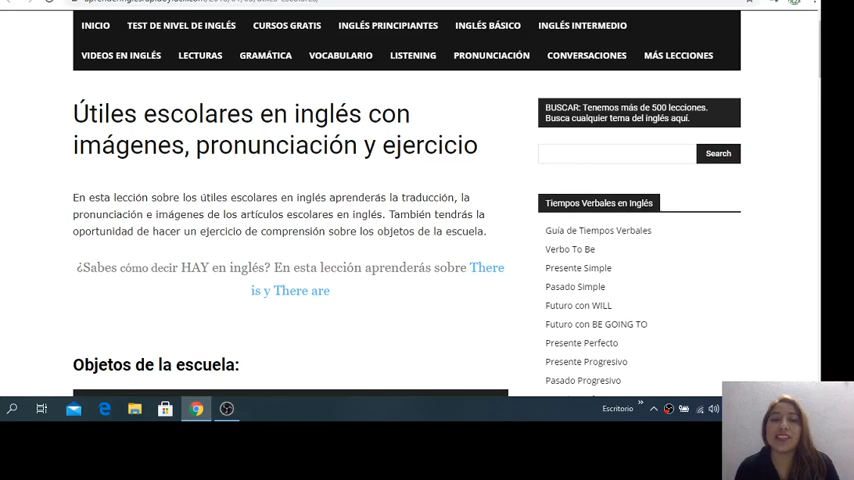 INICIO TEST DE NIVEL DE INGLÉS CURSOS GRATIS INGLÉS PRINCIPIANTES INGLÉS BÁSICO INGLÉS INTERMEDIO
VIDEOS EN INGLÉS LECTURAS GRAMÁTICA VOCABULARIO LISTENING PRONUNCIACIÓN CONVERSACIONES MÁS LECCIONES
Útiles escolares en inglés con
imágenes, pronunciación y ejercicio
En esta lección sobre los útiles escolares en inglés aprenderás la traducción, la
pronunciación e imágenes de los artículos escolares en inglés. También tendrás la
oportunidad de hacer un ejercicio de comprensión sobre los objetos de la escuela.
¿Sabes cómo decir HAY en inglés? En esta lección aprenderás sobre There
is y There are
Objetos de la escuela:
BUSCAR: Tenemos más de 500 lecciones.
Busca cualquier tema del inglés aquí.
Search
Tiempos Verbales en Inglés
Guía de Tiempos Verbales
Verbo To Be
Presente Simple
Pasado Simple
Futuro con WILL
Futuro con BE GOING TO
Presente Perfecto
Presente Progresivo
Pasado Progresivo
Escritorio